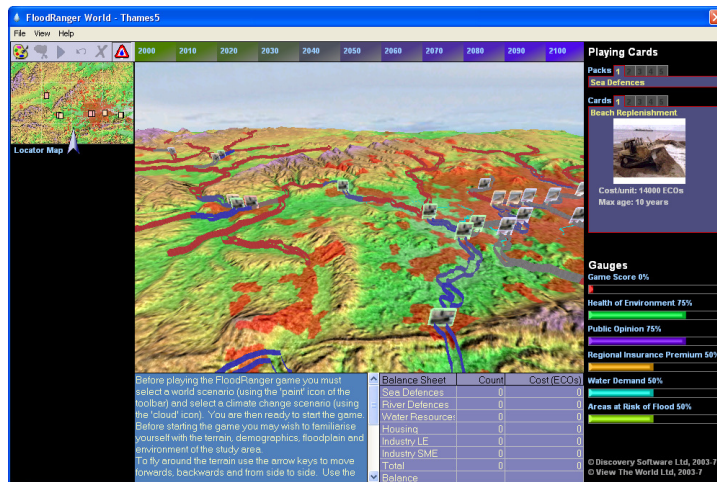 FloodRanger World - Thames5
File View Help
2000 2010 2020 2030 2040 2050 2060 2070 2080 2090 2100
Locator Map
Playing Cards
Packs 1 2 3 4 5
Sea Defences
Cards 1 2 3 4 5
Beach Replenishment
Cost/unit: 14000 ECOs
Max age: 10 years
Gauges
Game Score 0%
Health of Environment 75%
Public Opinion 75%
Regional Insurance Premium 50%
Water Demand 50%
Areas at Risk of Flood 50%
Before playing the FloodRanger game you must
select a world scenario (using the 'paint' icon of the
toolbar) and select a climate change scenario (using
the 'cloud' icon). You are then ready to start the game.
Before starting the game you may wish to familiarise
yourself with the terrain, demographics, floodplain and
environment of the study area.
To fly around the terrain use the arrow keys to move
forwards, backwards and from side to side. Use the
Balance Sheet Count Cost (ECOs)
Sea Defences 0 0
River Defences 0 0
Water Resources 0 0
Housing 0 0
Industry LE 0 0
Industry SME 0 0
Total 0 0
Balance
© Discovery Software Ltd, 2003-7
© View The World Ltd, 2003-7